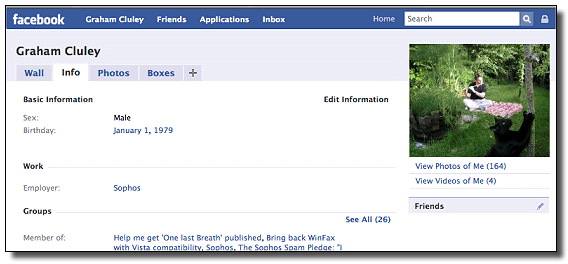 facebook Graham Cluley Friends Applications Inbox Home Search
Graham Cluley
Wall Info Photos Boxes +
Basic Information Edit Information
Sex: Male
Birthday: January 1, 1979
Work
Employer: Sophos
Groups
See All (26)
Member of: Help me get 'One last Breath' published, Bring back WinFax
with Vista compatibility, Sophos, The Sophos Spam Pledge: "I
View Photos of Me (164)
View Videos of Me (4)
Friends